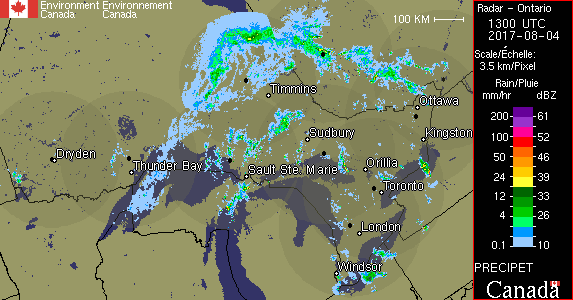 Environment Environnement
Canada Canada
100 KM
Radar - Ontario
1300 UTC
2017-08-04
Scale/Échelle:
3.5 km/Pixel
Rain/Pluie
mm/hr dBZ
200 61
100 52
50 50
24 46
24 39
12 33
4 26
0.1 10
Timmins
Ottawa
Sudbury
Kingston
Dryden
Thunder Bay
Sault Ste. Marie
Orillia
Toronto
London
Windsor
PRECIPET
Canada